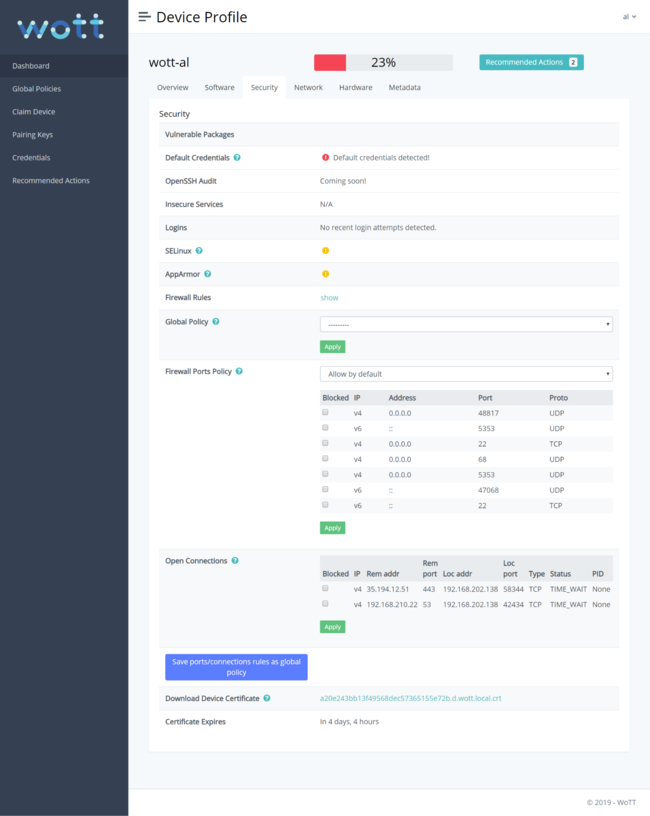 wott
Device Profile
al
Dashboard
Global Policies
Claim Device
Pairing Keys
Credentials
Recommended Actions
wott-al
23%
Recommended Actions 2
Overview Software Security Network Hardware Metadata
Security
Vulnerable Packages
Default Credentials ? ! Default credentials detected!
OpenSSH Audit Coming soon!
Insecure Services N/A
Logins No recent login attempts detected.
SELinux ? !
AppArmor ? !
Firewall Rules show
Global Policy ? ---------
Apply
Firewall Ports Policy ? Allow by default
Blocked IP Address Port Proto
v4 0.0.0.0 48817 UDP
v6 :: 5353 UDP
v4 0.0.0.0 22 TCP
v4 0.0.0.0 68 UDP
v4 0.0.0.0 5353 UDP
v6 :: 47068 UDP
v6 :: 22 TCP
Apply
Open Connections ?
Blocked IP Rem addr Rem port Loc addr Loc port Type Status PID
v4 35.194.12.51 443 192.168.202.138 58344 TCP TIME_WAIT None
v4 192.168.210.22 53 192.168.202.138 42434 TCP TIME_WAIT None
Apply
Save ports/connections rules as global
policy
Download Device Certificate ? a20e243bb13f49568dec57365155e72b.d.wott.local.crt
Certificate Expires In 4 days, 4 hours
© 2019 - WoTT